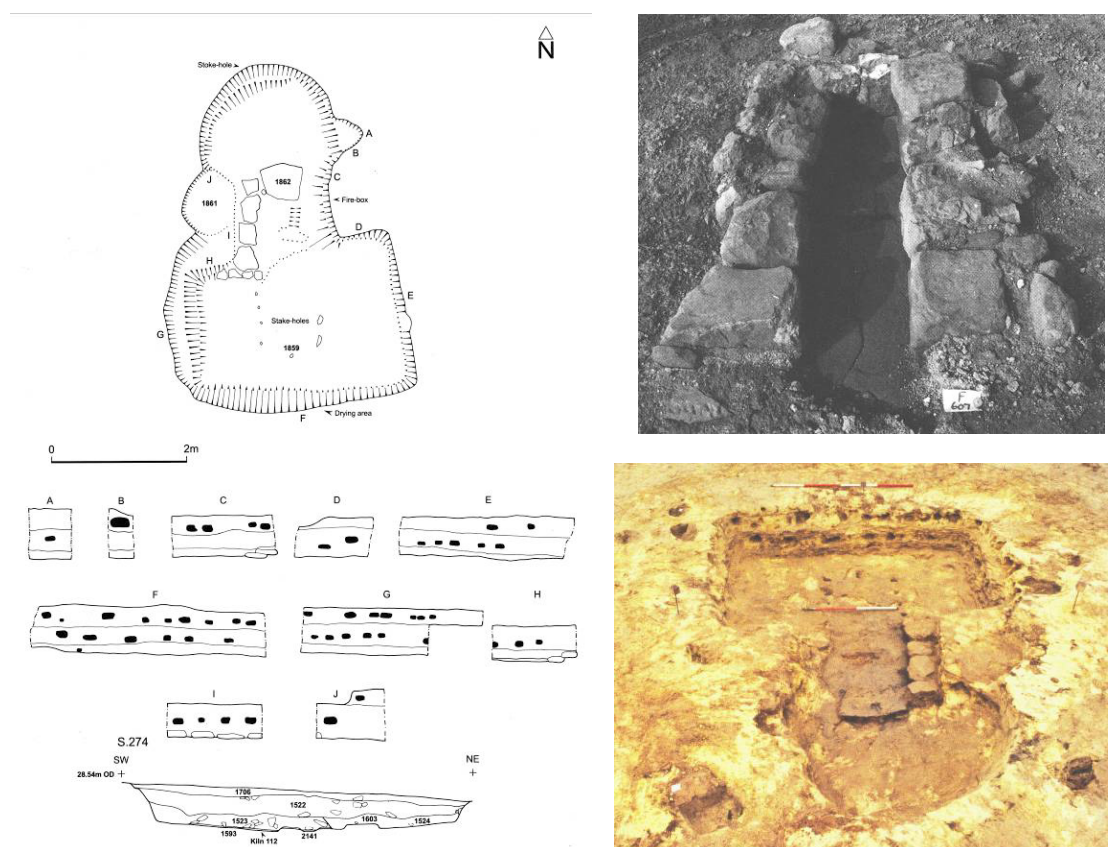 N
Stoke-hole
A
B
J
C
1862
1861
Fire-box
D
I
H
E
G
Stake-holes
1859
F
Drying area
0 2m
A B C D E
F G H
I J
S.274
SW NE
28.54m OD
1706
1522
1523 1603 1524
1593 2141
Kiln 112
F
607